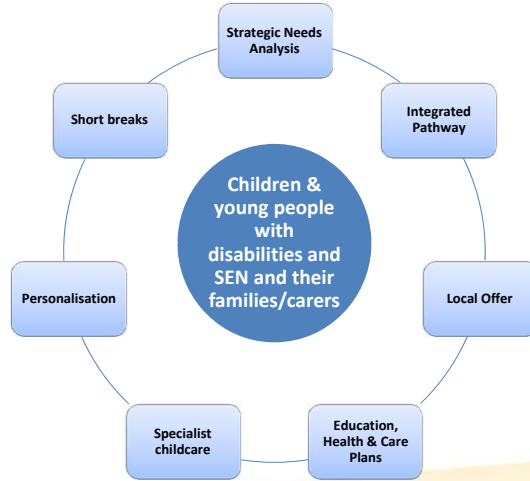 Strategic Needs
Analysis
Short breaks
Integrated
Pathway
Children &
young people
with
disabilities and
SEN and their
families/carers
Personalisation
Local Offer
Specialist
childcare
Education,
Health & Care
Plans